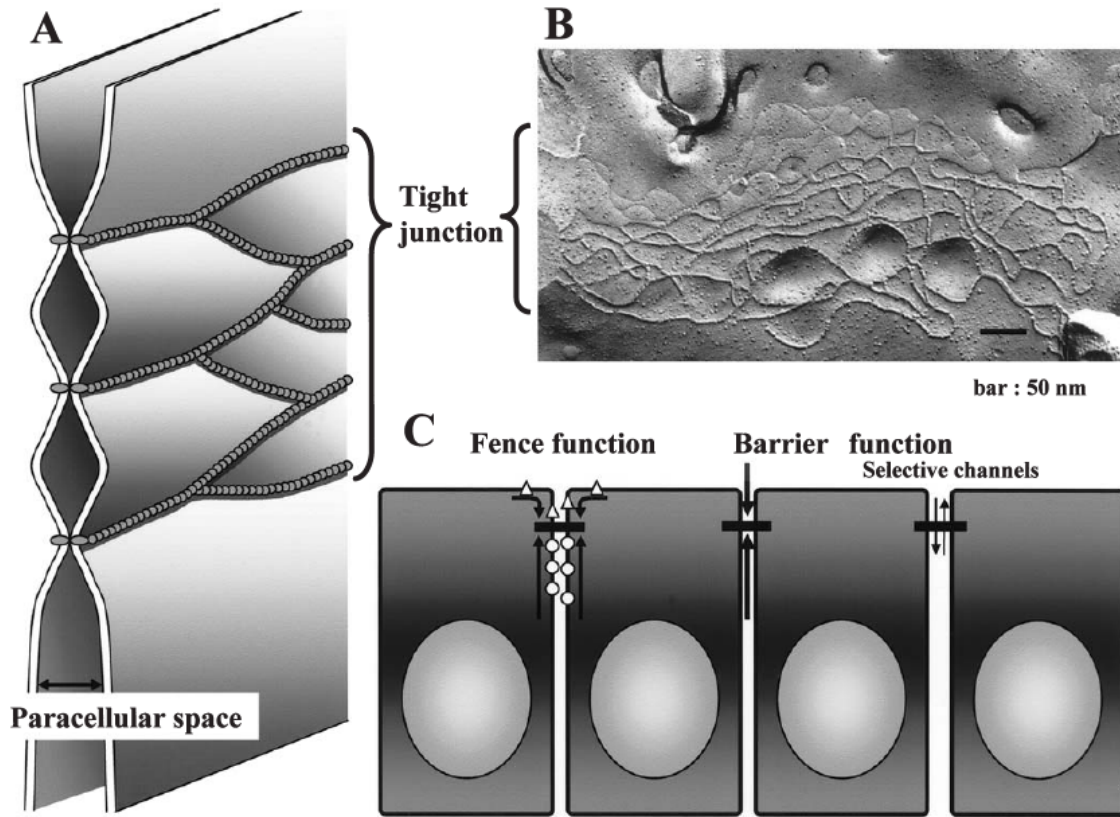 A
B
Tight
junction
bar : 50 nm
C
Fence function
Barrier function
Selective channels
Paracellular space